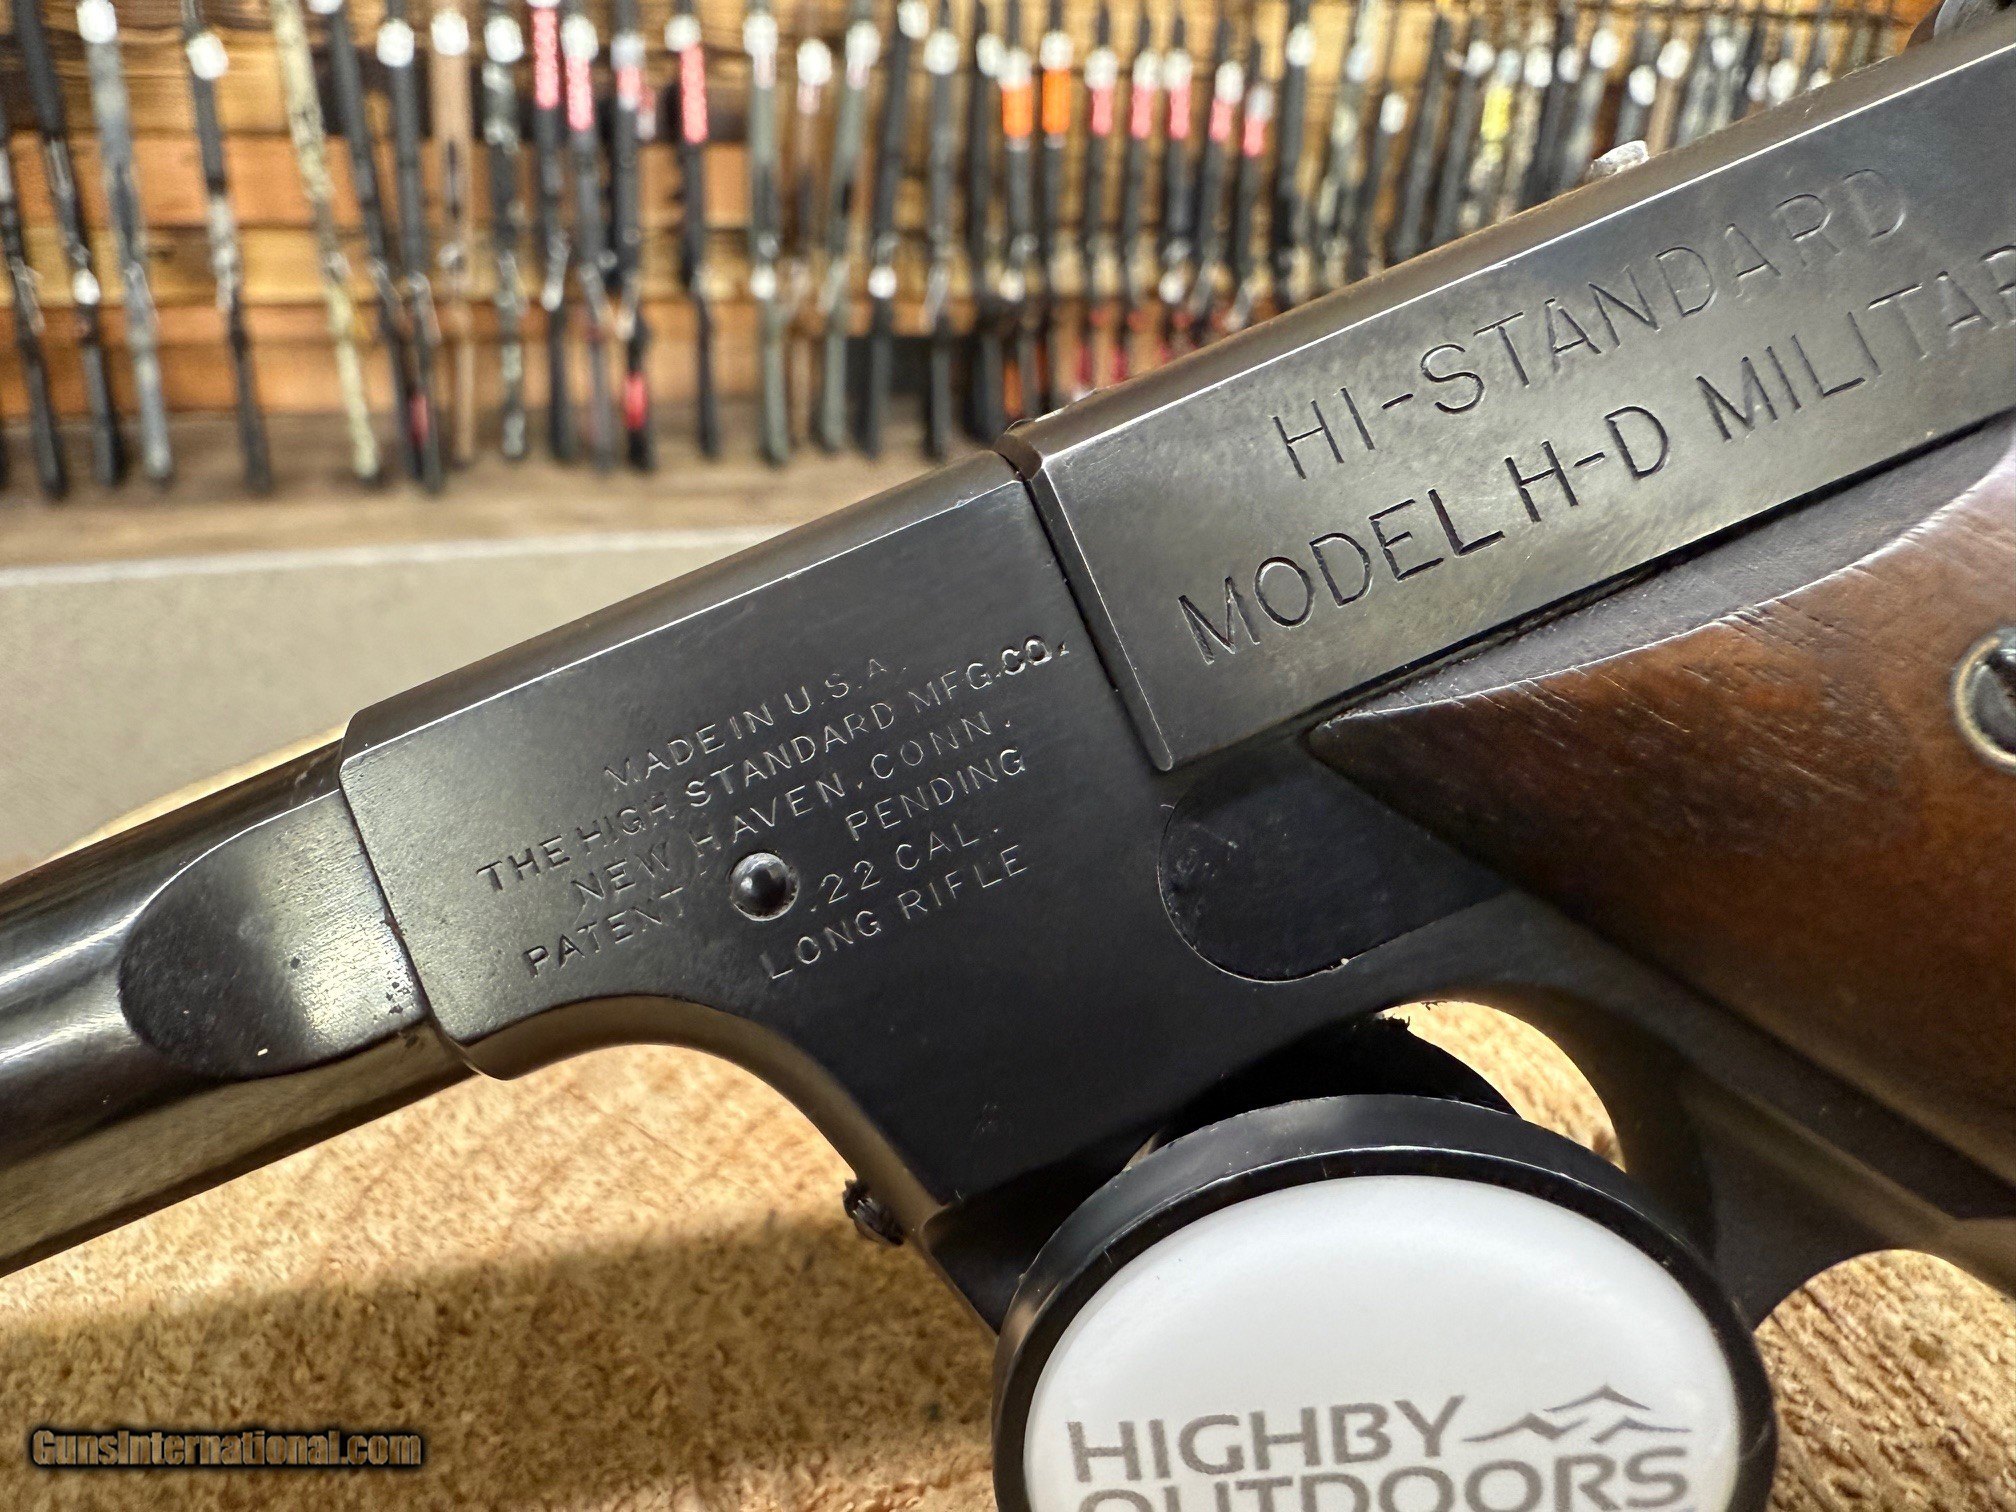 HI-STANDARD
MODEL H-D MILITAR
MADE IN U.S.A.
THE HIGH STANDARD MFG.CO.
NEW HAVEN, CONN.
PATENT PENDING
.22 CAL.
LONG RIFLE
HIGHBY
OUTDOORS
GunsInternational.com